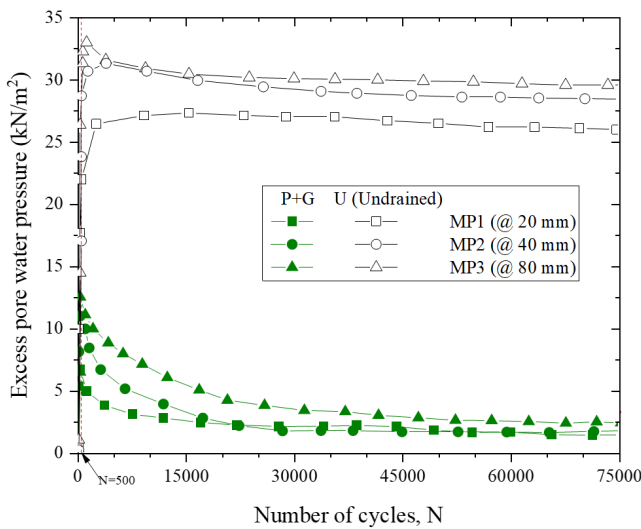 35
30
25
20
15
10
5
0
Excess pore water pressure (kN/m²)
P+G U (Undrained)
MP1 (@ 20 mm)
MP2 (@ 40 mm)
MP3 (@ 80 mm)
0 15000 30000 45000 60000 75000
N=500
Number of cycles, N